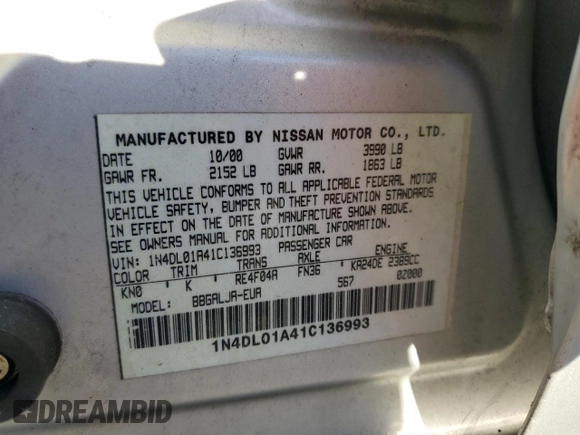 MANUFACTURED BY NISSAN MOTOR CO., LTD.
DATE 10/00 GVWR 3990 LB
GAWR FR. 2152 LB GAWR RR. 1863 LB
THIS VEHICLE CONFORMS TO ALL APPLICABLE FEDERAL MOTOR
VEHICLE SAFETY, BUMPER AND THEFT PREVENTION STANDARDS
IN EFFECT ON THE DATE OF MANUFACTURE SHOWN ABOVE.
SEE OWNERS MANUAL FOR ADDITIONAL INFORMATION.
VIN: 1N4DL01A41C136993 PASSENGER CAR
COLOR TRIM TRANS AXLE ENGINE
KN0 K RE4F04A FN36 KA24DE 2389CC
MODEL: BBGALJA-EUA 567 02000
1N4DL01A41C136993
DREAMBID